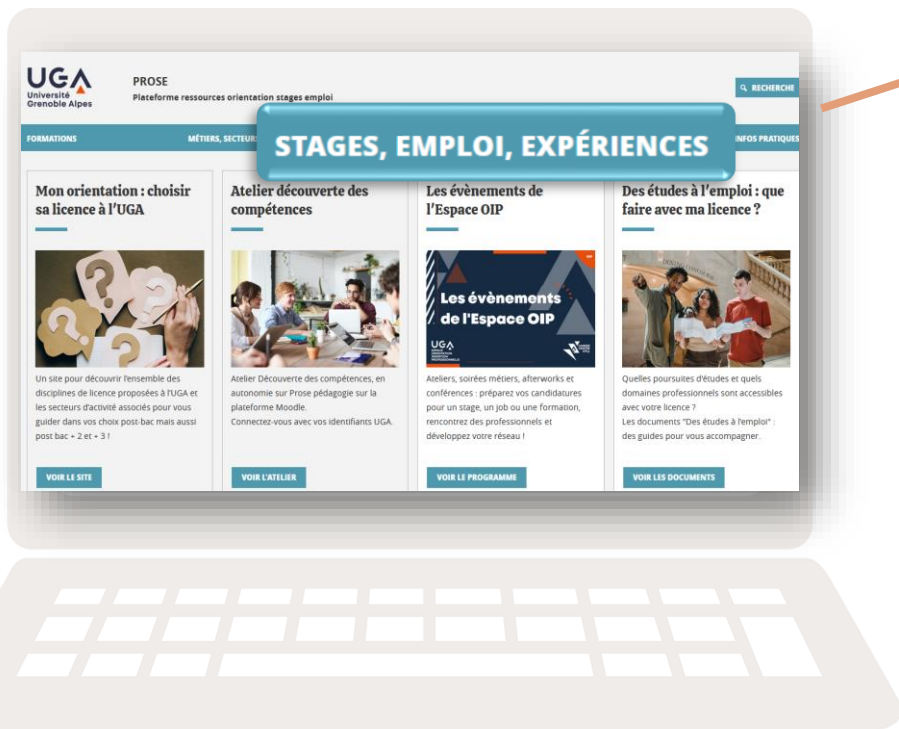 UGA
Université
Grenoble Alpes
PROSE
Plateforme ressources orientation stages emploi
RECHERCHE
FORMATIONS
MÉTIERS, SECTEUR
STAGES, EMPLOI, EXPÉRIENCES
INFOS PRATIQUES
Mon orientation : choisir
sa licence à l'UGA
Un site pour découvrir l'ensemble des
disciplines de licence proposées à l'UGA et
les secteurs d'activité associés pour vous
guider dans vos choix post-bac mais aussi
post bac + 2 et + 3 !
VOIR LE SITE
Atelier découverte des
compétences
Atelier Découverte des compétences, en
autonomie sur Prose pédagogie sur la
plateforme Moodle.
Connectez-vous avec vos identifiants UGA.
VOIR L'ATELIER
Les évènements de
l'Espace OIP
Les évènements
de l'Espace OIP
UGA
Ateliers, soirées métiers, afterworks et
conférences : préparez vos candidatures
pour un stage, un job ou une formation,
rencontrez des professionnels et
développez votre réseau !
VOIR LE PROGRAMME
Des études à l'emploi : que
faire avec ma licence ?
Quelles poursuites d'études et quels
domaines professionnels sont accessibles
avec votre licence ?
Les documents "Des études à l'emploi" :
des guides pour vous accompagner.
VOIR LES DOCUMENTS